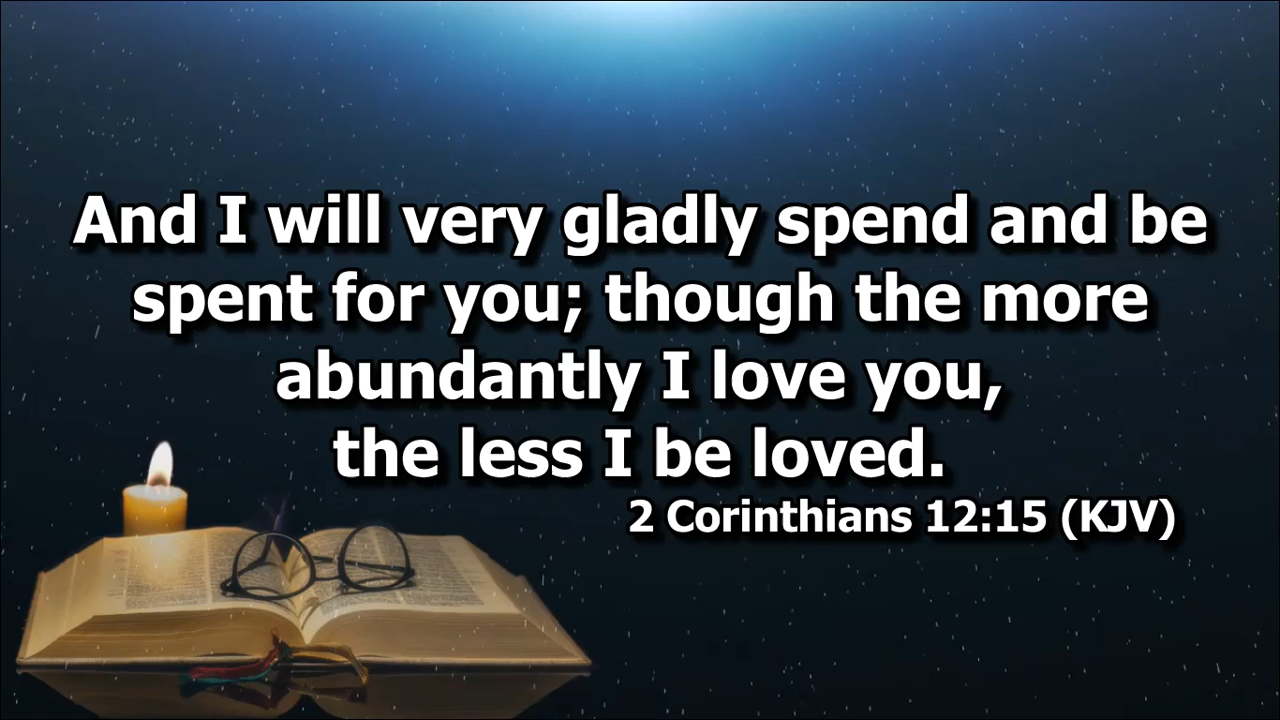 And I will very gladly spend and be
spent for you; though the more
abundantly I love you,
the less I be loved.
2 Corinthians 12:15 (KJV)